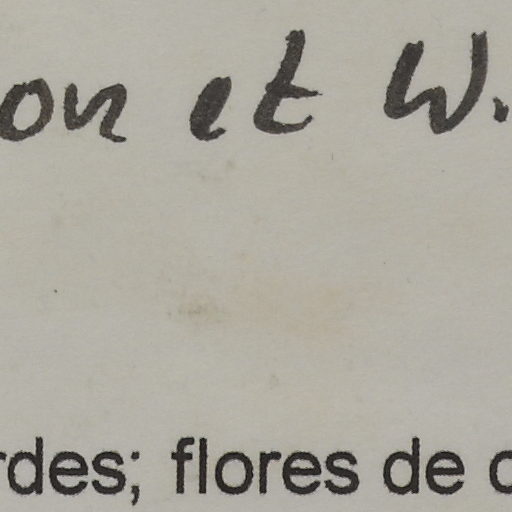 on et W.
rdes; flores de c